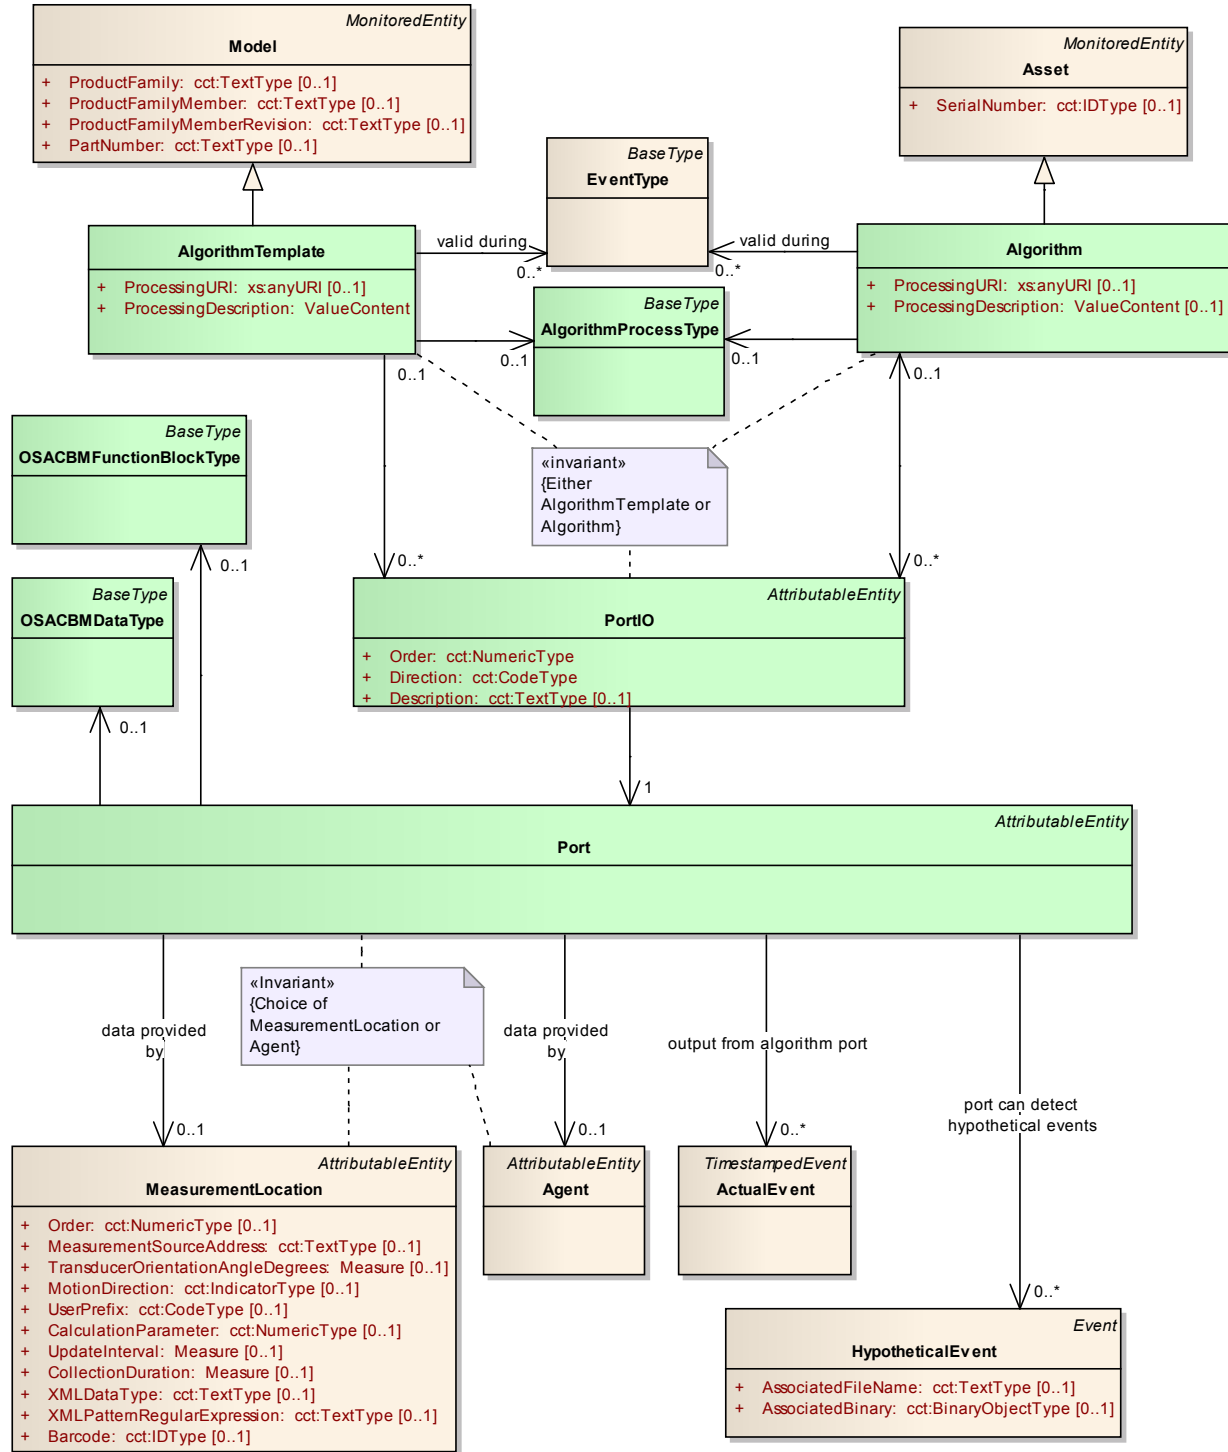 MonitoredEntity
Model
+ ProductFamily: cct:TextType [0..1]
+ ProductFamilyMember: cct:TextType [0..1]
+ ProductFamilyMemberRevision: cct:TextType [0..1]
+ PartNumber: cct:TextType [0..1]
MonitoredEntity
Asset
+ SerialNumber: cct:IDType [0..1]
BaseType
EventType
AlgorithmTemplate
+ ProcessingURI: xs:anyURI [0..1]
+ ProcessingDescription: ValueContent
valid during
0..*
valid during
0..*
Algorithm
+ ProcessingURI: xs:anyURI [0..1]
+ ProcessingDescription: ValueContent [0..1]
BaseType
AlgorithmProcessType
0..1
0..1
0..1
0..1
BaseType
OSACBMFunctionBlockType
0..1
«invariant»
{Either
AlgorithmTemplate or
Algorithm}
0..*
0..*
BaseType
OSACBMDataType
0..1
AttributableEntity
PortIO
+ Order: cct:NumericType
+ Direction: cct:CodeType
+ Description: cct:TextType [0..1]
1
AttributableEntity
Port
«Invariant»
{Choice of
MeasurementLocation or
Agent}
data provided
by
0..1
data provided
by
0..1
output from algorithm port
0..*
port can detect
hypothetical events
0..*
AttributableEntity
MeasurementLocation
+ Order: cct:NumericType [0..1]
+ MeasurementSourceAddress: cct:TextType [0..1]
+ TransducerOrientationAngleDegrees: Measure [0..1]
+ MotionDirection: cct:IndicatorType [0..1]
+ UserPrefix: cct:CodeType [0..1]
+ CalculationParameter: cct:NumericType [0..1]
+ UpdateInterval: Measure [0..1]
+ CollectionDuration: Measure [0..1]
+ XMLDataType: cct:TextType [0..1]
+ XMLPatternRegularExpression: cct:TextType [0..1]
+ Barcode: cct:IDType [0..1]
AttributableEntity
Agent
TimestampedEvent
ActualEvent
Event
HypotheticalEvent
+ AssociatedFileName: cct:TextType [0..1]
+ AssociatedBinary: cct:BinaryObjectType [0..1]